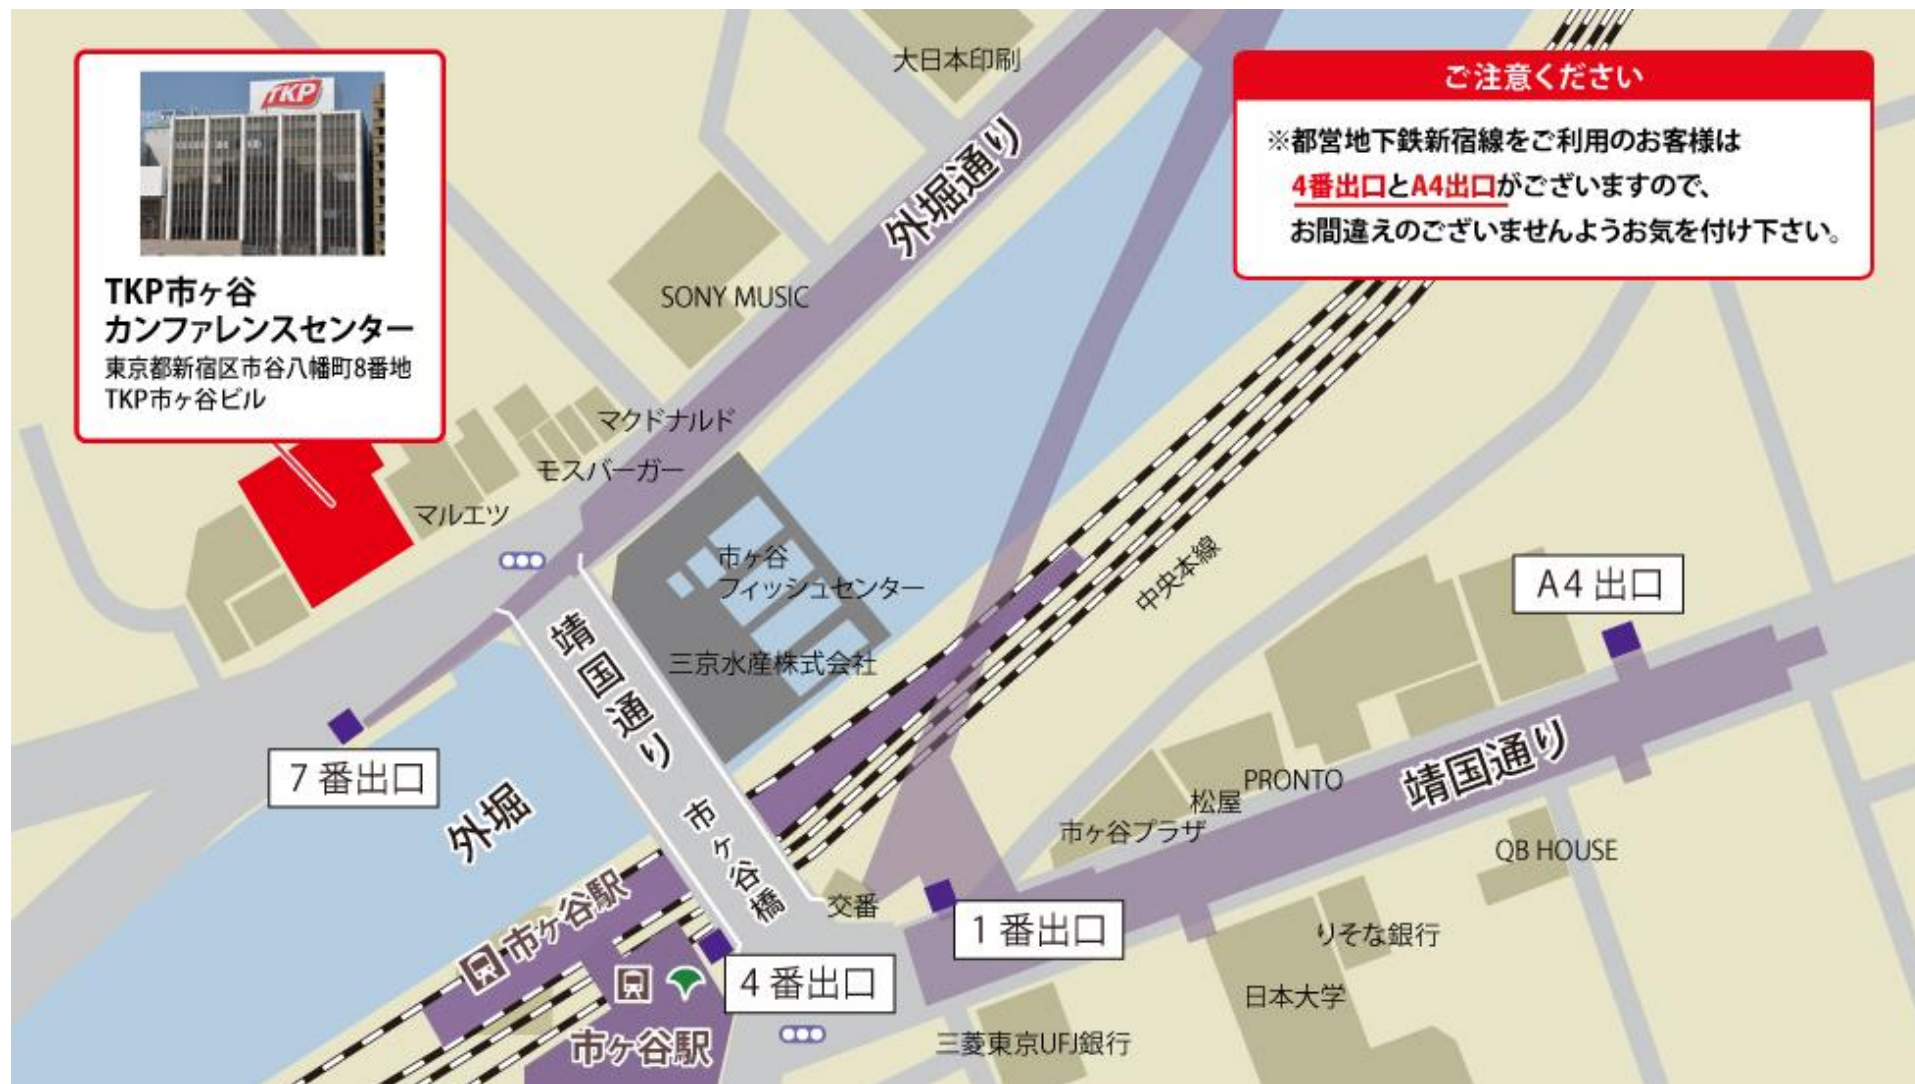 TKP
TKP市ヶ谷
カンファレンスセンター
東京都新宿区市谷八幡町8番地
TKP市ヶ谷ビル
大日本印刷
ご注意ください
※都営地下鉄新宿線をご利用のお客様は
4番出口とA4出口がございますので、
お間違えのございませんようお気を付け下さい。
外堀通り
SONY MUSIC
マクドナルド
モスバーガー
マルエツ
市ヶ谷
フィッシュセンター
三京水産株式会社
中央本線
A4 出口
靖国通り
7 番出口
外堀
市ヶ谷橋
靖国通り
PRONTO
松屋
市ヶ谷プラザ
QB HOUSE
交番
1 番出口
りそな銀行
市ヶ谷駅
4 番出口
日本大学
市ヶ谷駅
三菱東京UFJ銀行